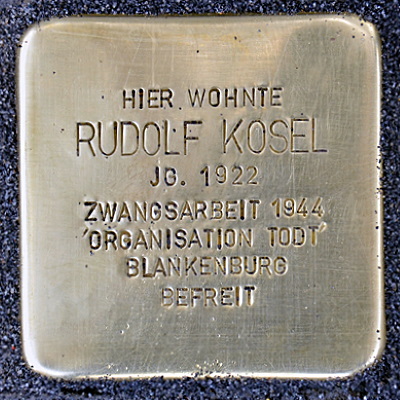 HIER WOHNTE
RUDOLF KOSEL
JG. 1922
ZWANGSARBEIT 1944
'ORGANISATION TODT'
BLANKENBURG
BEFREIT